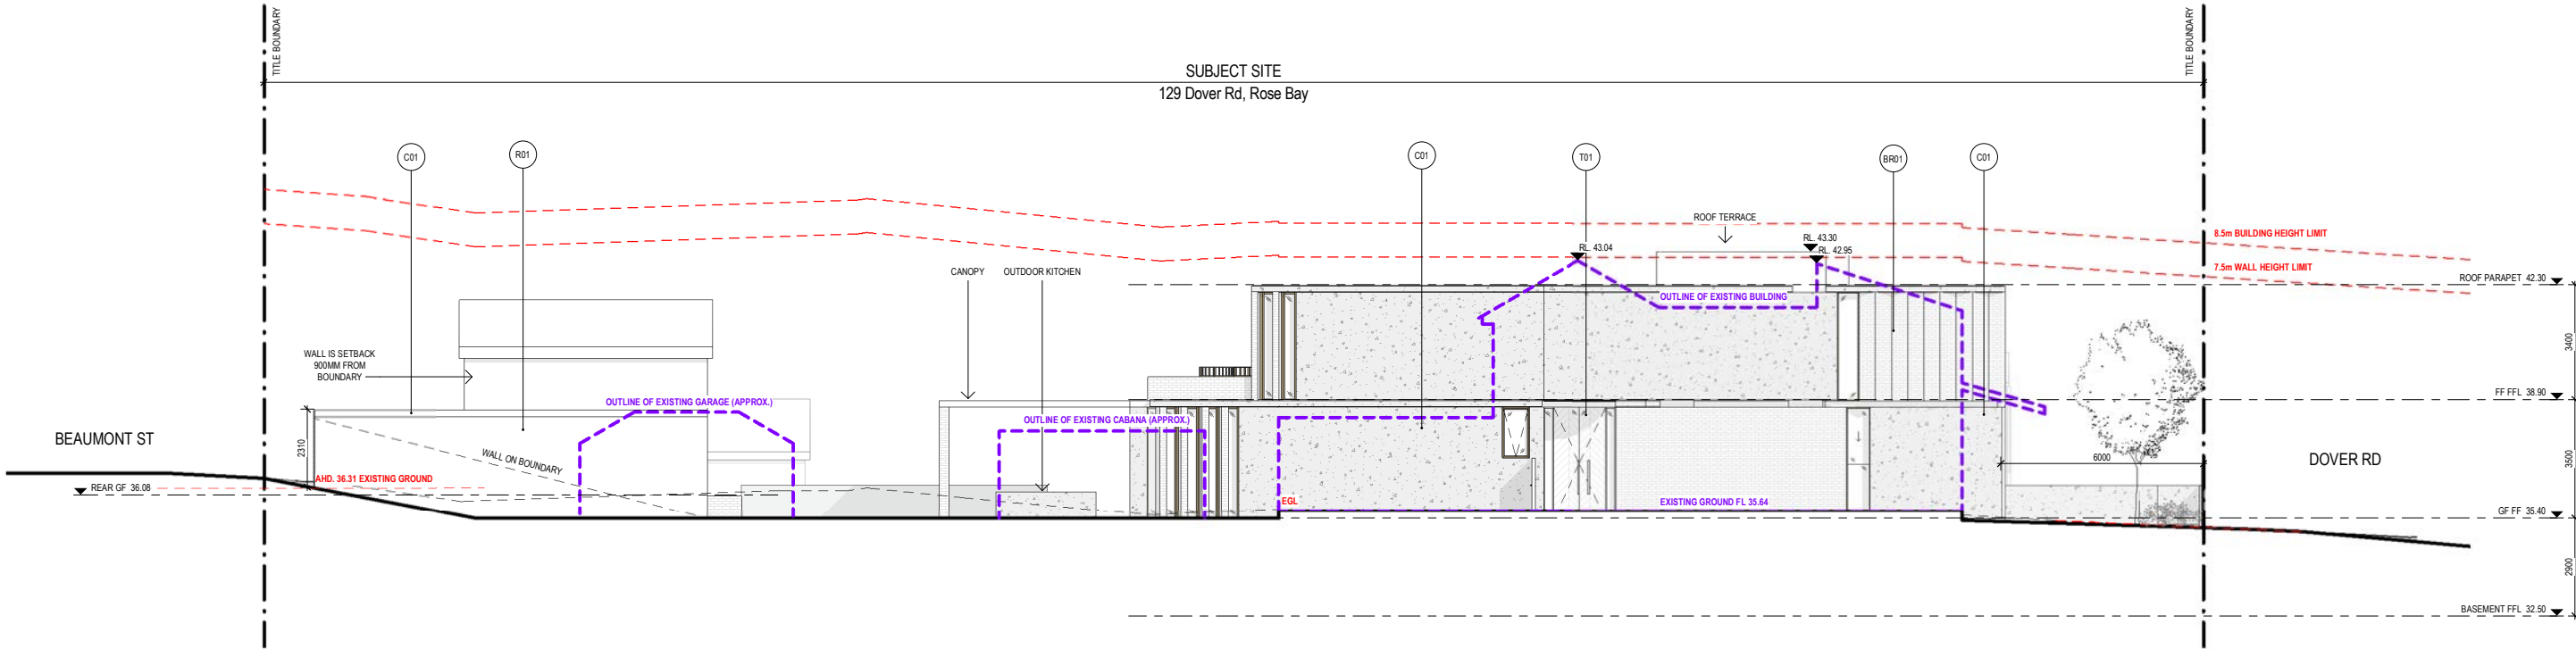 TITLE BOUNDARY
TITLE BOUNDARY
SUBJECT SITE
129 Dover Rd, Rose Bay
C01
R01
C01
T01
BR01
C01
ROOF TERRACE
8.5m BUILDING HEIGHT LIMIT
RL. 43.04
RL. 43.30
RL. 42.95
7.5m WALL HEIGHT LIMIT
CANOPY
OUTDOOR KITCHEN
ROOF PARAPET 42.30
OUTLINE OF EXISTING BUILDING
3400
WALL IS SETBACK
900MM FROM
BOUNDARY
FF FFL 38.90
OUTLINE OF EXISTING GARAGE (APPROX.)
OUTLINE OF EXISTING CABANA (APPROX.)
BEAUMONT ST
2310
WALL ON BOUNDARY
6000
DOVER RD
3500
AHD. 36.31 EXISTING GROUND
REAR GF 36.08
EGL
EXISTING GROUND FL 35.64
GF FF 35.40
2900
BASEMENT FFL 32.50